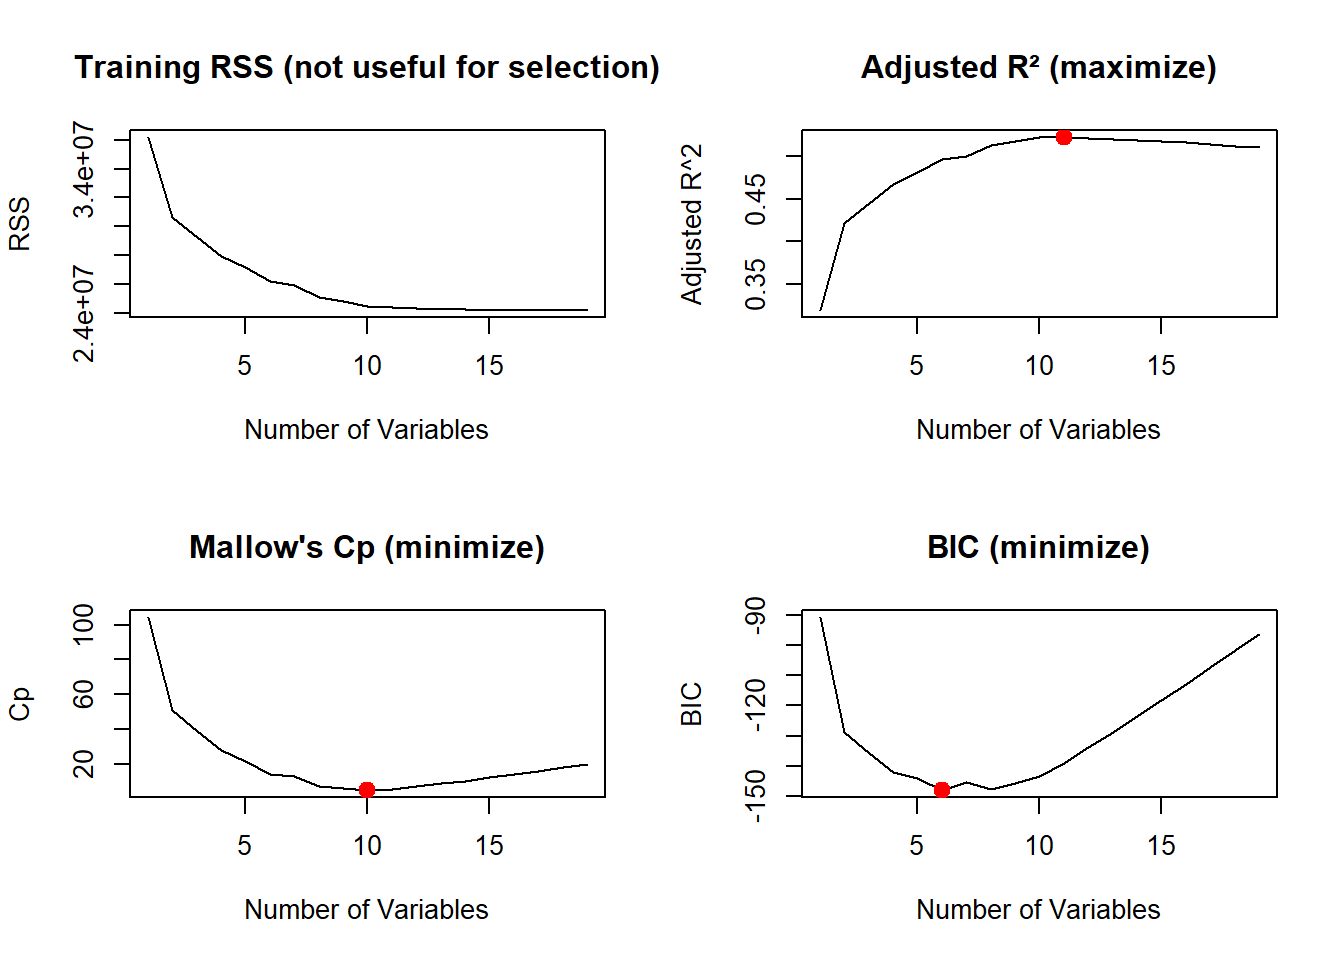 Training RSS (not useful for selection)
RSS
2.4e+07
3.4e+07
5
10
15
Number of Variables
Adjusted R² (maximize)
Adjusted R^2
0.35
0.45
5
10
15
Number of Variables
Mallow's Cp (minimize)
Cp
20
60
100
5
10
15
Number of Variables
BIC (minimize)
BIC
-150
-120
-90
5
10
15
Number of Variables